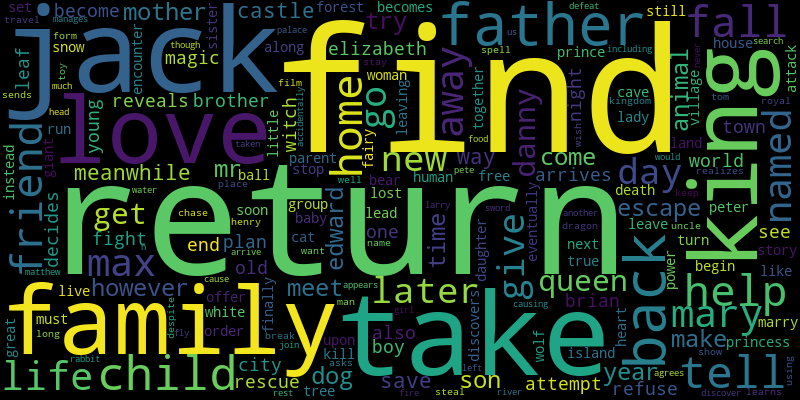 set
travel
manages
become
mother
castle
forest
becomes
father
still
us
defeat
fall
though
sister
palace
try
jack
find
king
leaf
form
snow
magic
encounter
along
elizabeth
prince
house
search
including
spell
attack
toy
much
reveals
brother
film
stay
woman
away
together
animal
village
never
sends
head
run
young
love
little
witch
accidentally
home
go
leaving
night
cave
kingdom
tom
royal
friend
giant
taken
fairy
food
danny
wish
lady
land
town
named
instead
meanwhile
mr
ball
parent
stop
new
way
come
would
realizes
decides
water
place
well
bear
human
pete
free
arrives
day
world
keep
return
get
chase
soon
group
lost
edward
time
death
peter
henry
baby
lead
larry
sword
another
escape
leave
uncle
fight
end
plan
arrive
cat
want
one
name
daughter
eventually
dragon
next
true
turn
see
story
matthew
max
old
cause
upon
also
give
back
power
begin
like
live
however
offer
finally
meet
appears
later
queen
help
family
must
long
great
despite
white
order
fly
man
boy
girl
take
discovers
causing
brian
island
heart
mary
marry
make
princess
show
life
child
rabbit
city
rescue
break
join
kill
asks
dog
tree
rest
save
left
son
wolf
attempt
fire
steal
river
year
refuse
agrees
tell
discover
learns
using